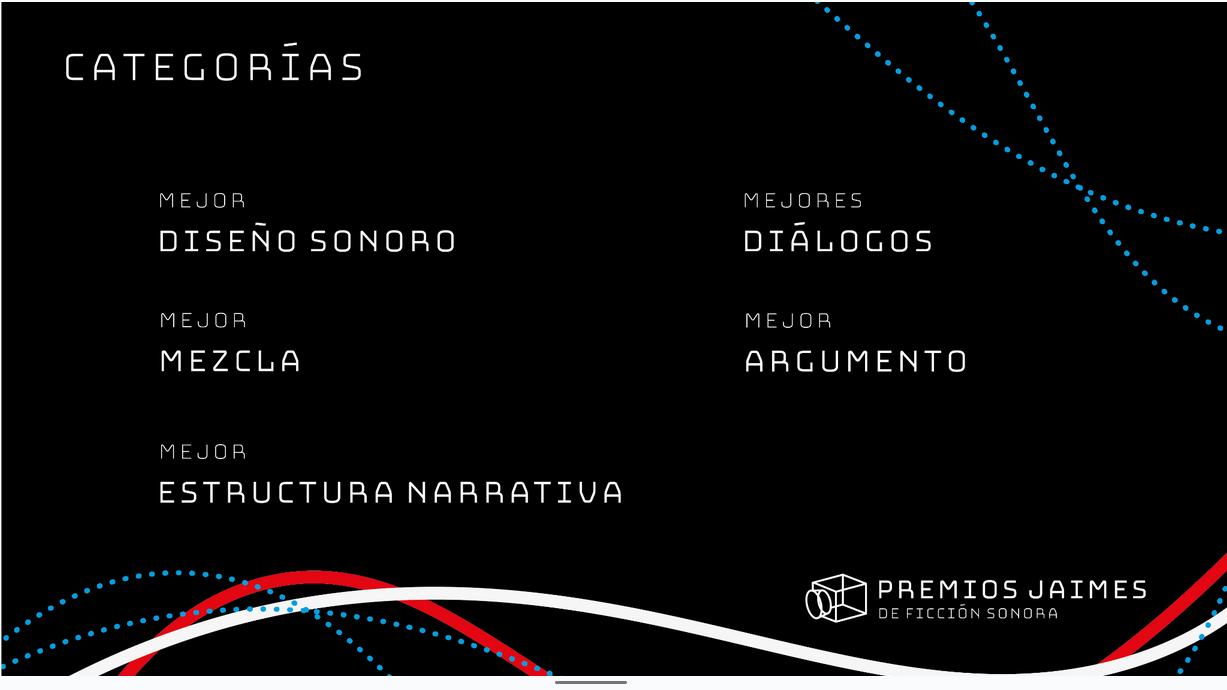 CATEGORÍAS
MEJOR
DISEÑO SONORO
MEJOR
MEZCLA
MEJOR
ESTRUCTURA NARRATIVA
MEJORES
DIÁLOGOS
MEJOR
ARGUMENTO
PREMIOS JAIMES
DE FICCIÓN SONORA